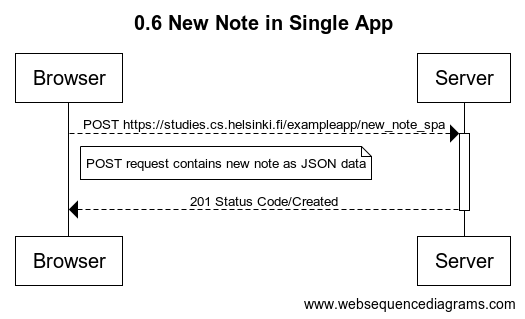 0.6 New Note in Single App
Browser
Server
POST https://studies.cs.helsinki.fi/exampleapp/new_note_spa
POST request contains new note as JSON data
201 Status Code/Created
Browser
Server
www.websequencediagrams.com